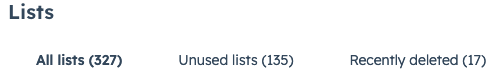 Lists
All lists (327) Unused lists (135) Recently deleted (17)